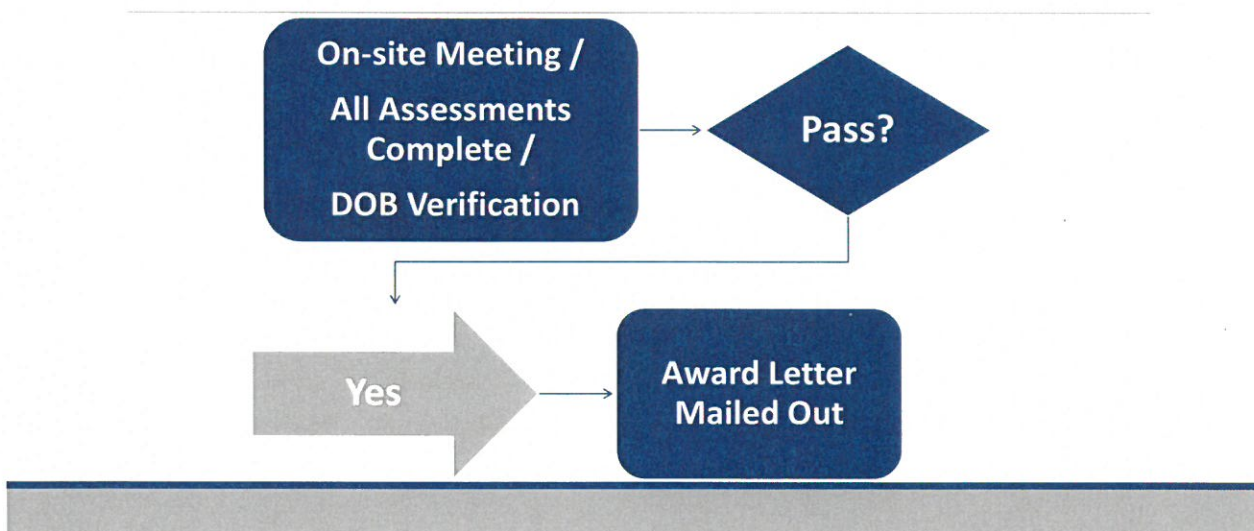 On-site Meeting /
All Assessments
Complete /
DOB Verification
Pass?
Yes
Award Letter
Mailed Out